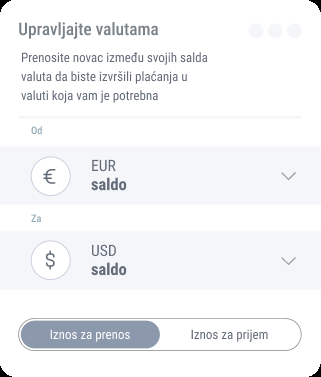 Upravljajte valutama
Prenosite novac između svojih salda
valuta da biste izvršili plaćanja u
valuti koja vam je potrebna
Od
€
EUR
saldo
Za
$
USD
saldo
Iznos za prenos
Iznos za prijem